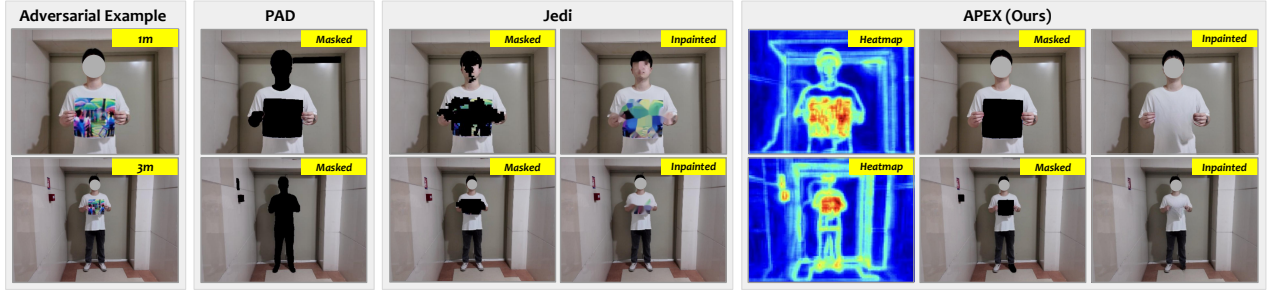 Adversarial Example
PAD
Jedi
APEX (Ours)
1m
Masked
Masked
Inpainted
Heatmap
Masked
Inpainted
3m
Masked
Masked
Inpainted
Heatmap
Masked
Inpainted